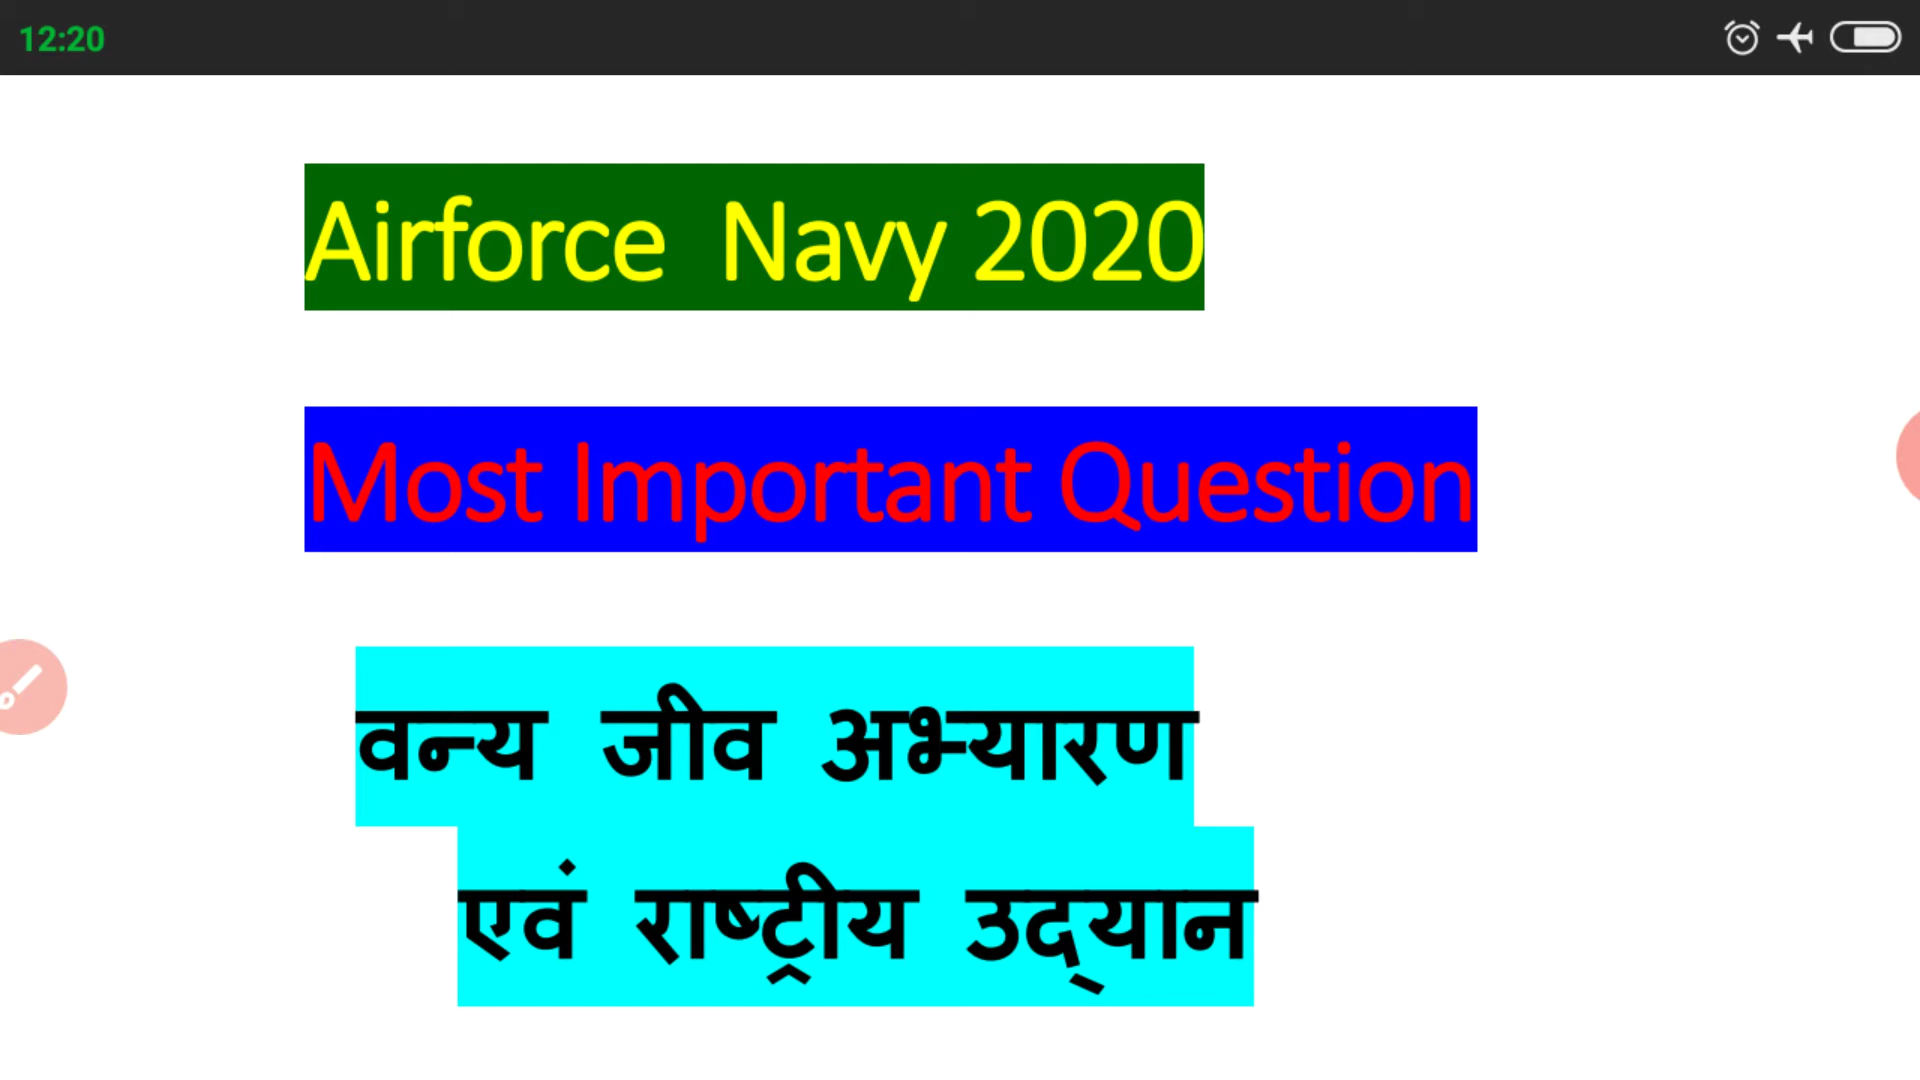 12:20
Airforce Navy 2020
Most Important Question
वन्य जीव अभ्यारण
एवं राष्ट्रीय उद्‌यान